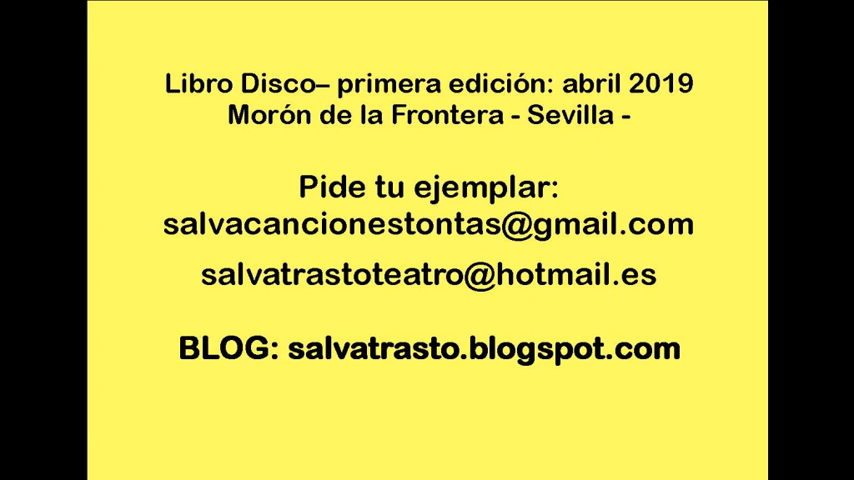 Libro Disco– primera edición: abril 2019
Morón de la Frontera - Sevilla -
Pide tu ejemplar:
salvacancionestontas@gmail.com
salvatrastoteatro@hotmail.es
BLOG: salvatrasto.blogspot.com